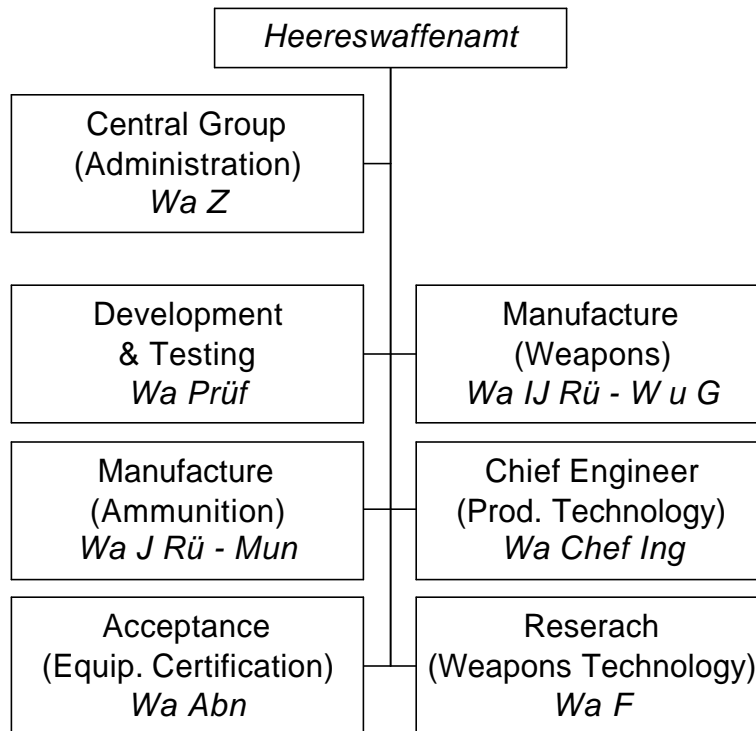 Heereswaffenamt
Central Group
(Administration)
Wa Z
Development
& Testing
Wa Prüf
Manufacture
(Weapons)
Wa IJ Rü - W u G
Manufacture
(Ammunition)
Wa J Rü - Mun
Chief Engineer
(Prod. Technology)
Wa Chef Ing
Acceptance
(Equip. Certification)
Wa Abn
Reserach
(Weapons Technology)
Wa F